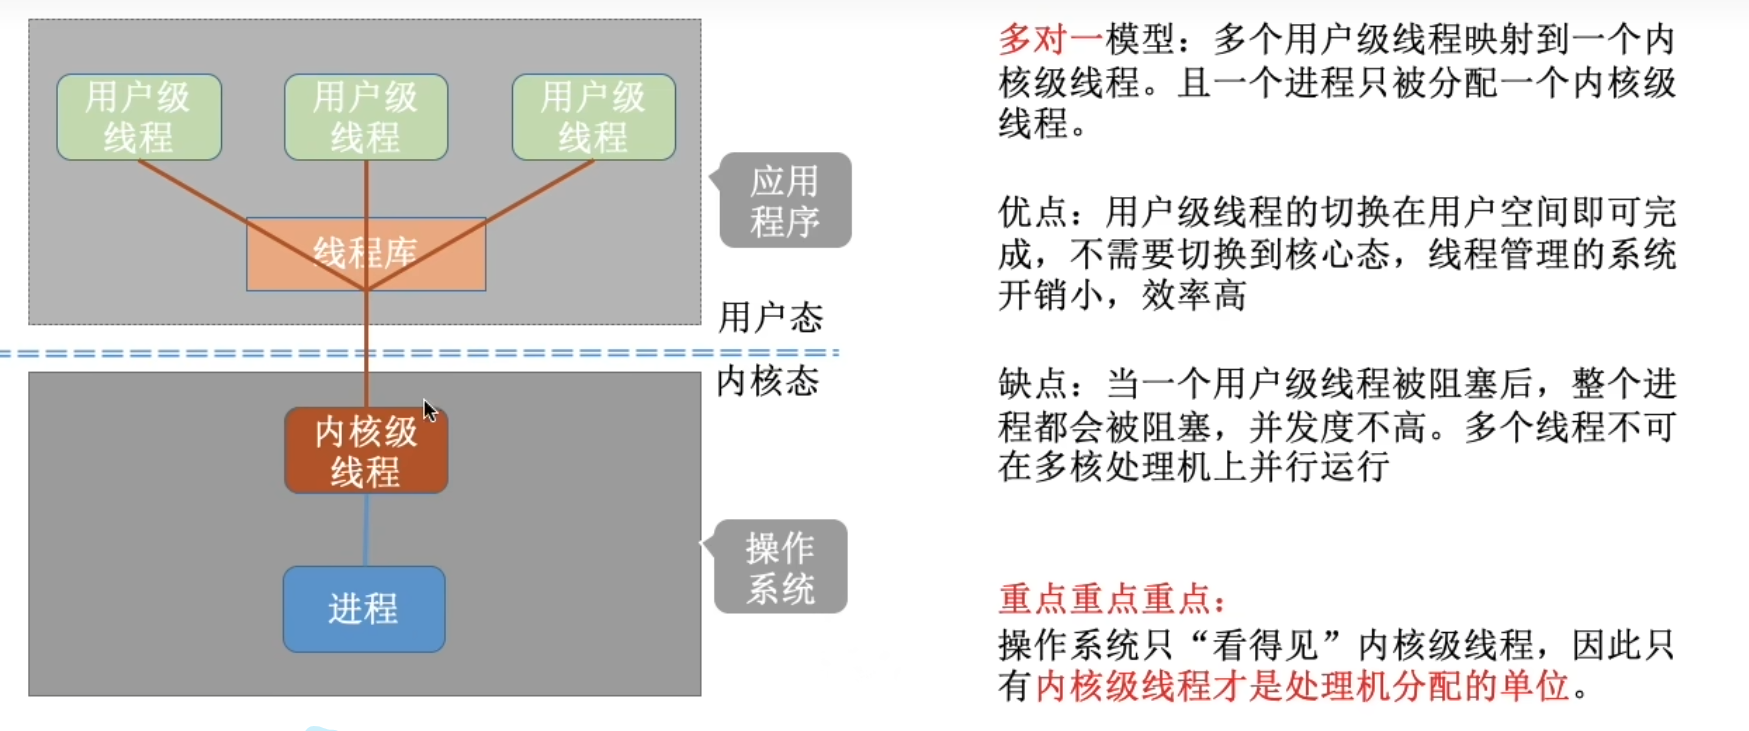 用户级
线程
用户级
线程
用户级
线程
线程库
应用
程序
用户态
内核态
内核级
线程
进程
操作
系统
多对一模型：多个用户级线程映射到一个内
核级线程。且一个进程只被分配一个内核级
线程。
优点：用户级线程的切换在用户空间即可完
成，不需要切换到核心态，线程管理的系统
开销小，效率高
缺点：当一个用户级线程被阻塞后，整个进
程都会被阻塞，并发度不高。多个线程不可
在多核处理机上并行运行
重点重点重点：
操作系统只“看得见”内核级线程，因此只
有内核级线程才是处理机分配的单位。